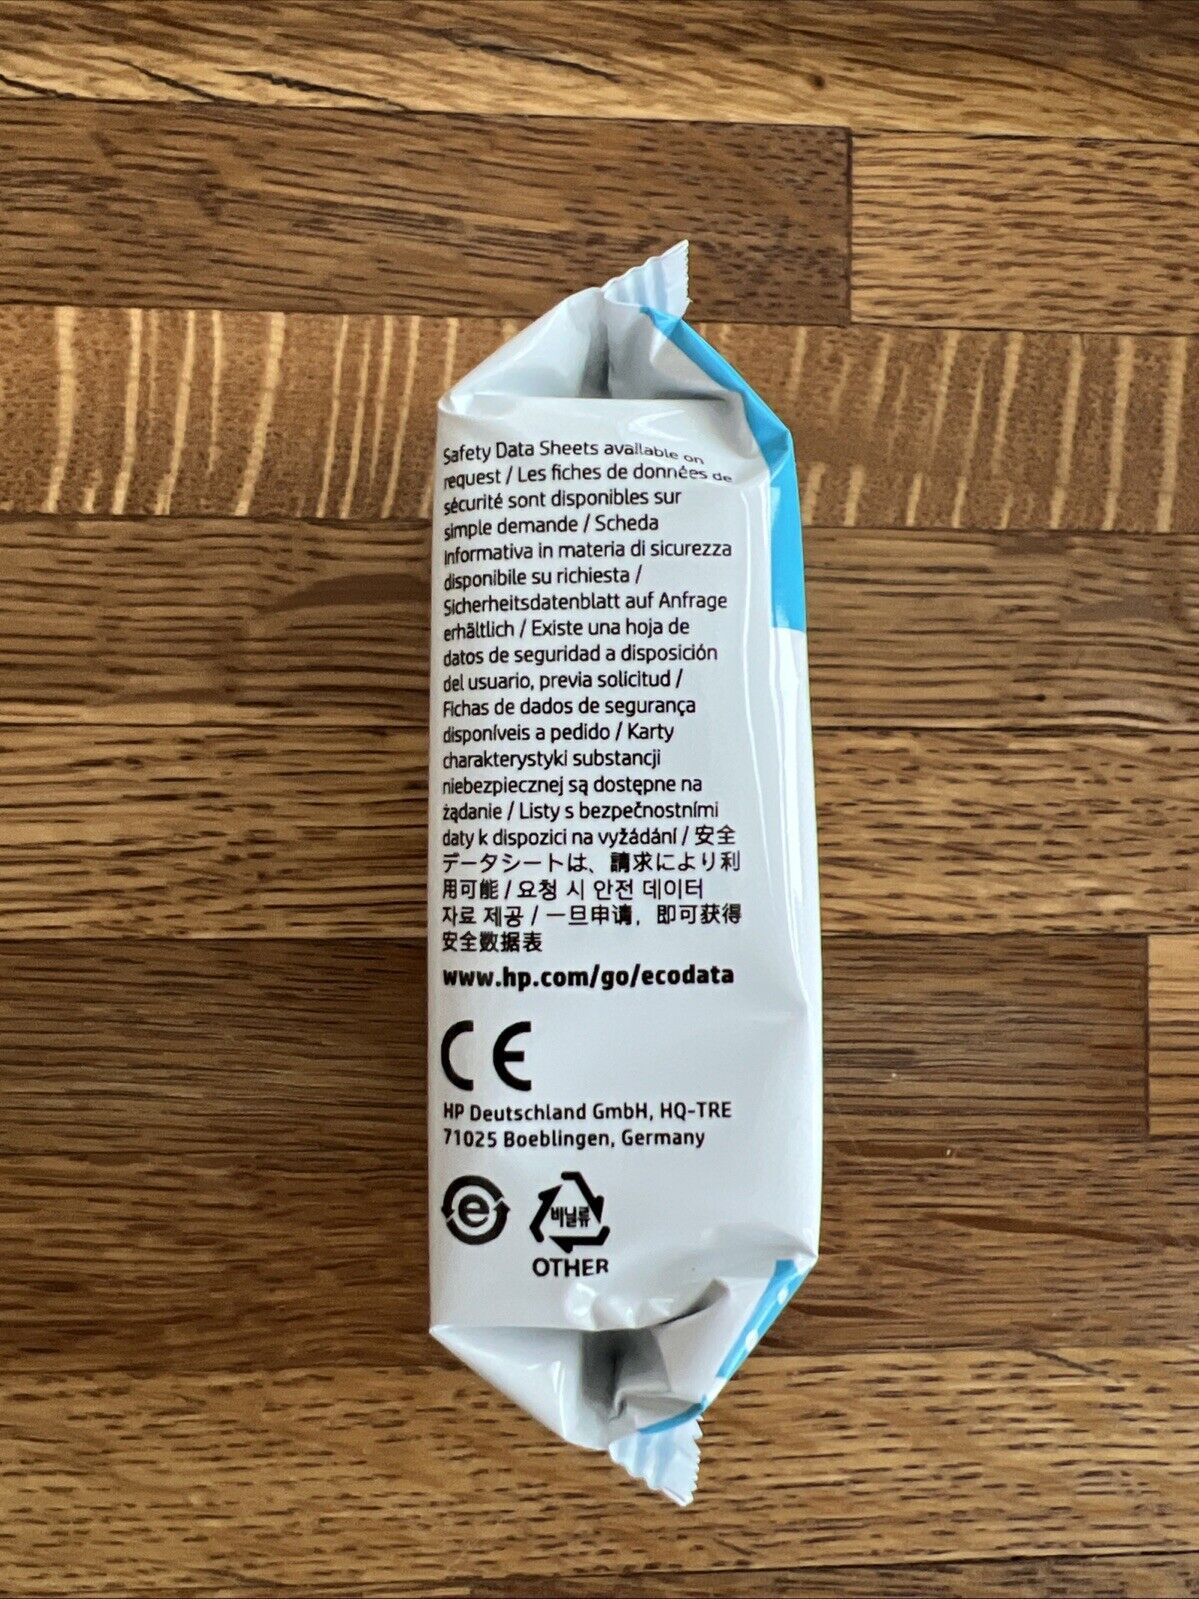 Safety Data Sheets available on
request / Les fiches de données de
sécurité sont disponibles sur
simple demande / Scheda
Informativa in materia di sicurezza
disponibile su richiesta /
Sicherheitsdatenblatt auf Anfrage
erhältlich / Existe una hoja de
datos de seguridad a disposición
del usuario, previa solicitud /
Fichas de dados de segurança
disponíveis a pedido / Karty
charakterystyki substancji
niebezpiecznej są dostępne na
żądanie / Listy s bezpečnostními
daty k dispozici na vyžádání / 安全
データシートは、請求により利
用可能 / 요청 시 안전 데이터
자료 제공 / 一旦申请，即可获得
安全数据表
www.hp.com/go/ecodata
CE
HP Deutschland GmbH, HQ-TRE
71025 Boeblingen, Germany
e 비닐류
OTHER